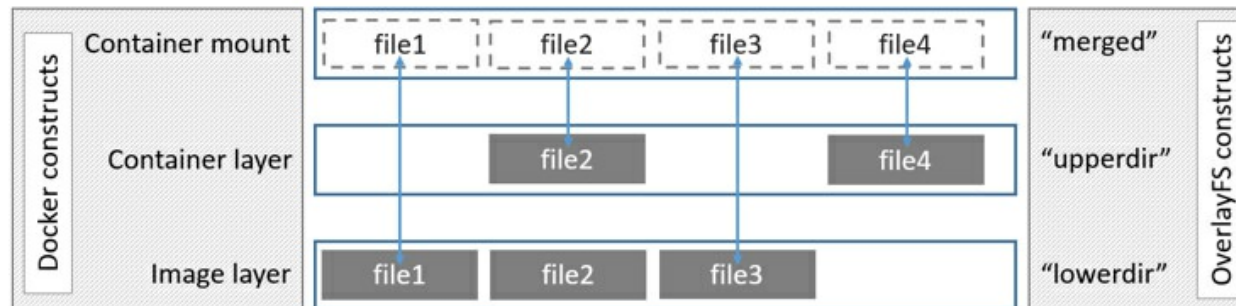 Docker constructs
Container mount
file1 file2 file3 file4
“merged”
Container layer
file2 file4
“upperdir”
Image layer
file1 file2 file3
“lowerdir”
OverlayFS constructs